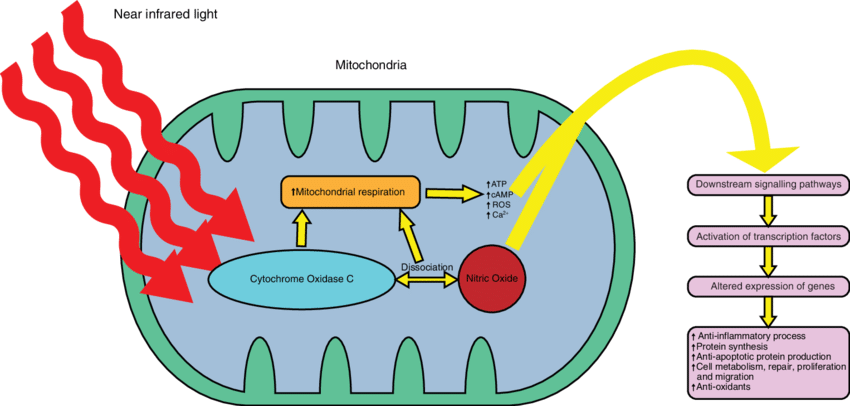 Near infrared light
Mitochondria
↑Mitochondrial respiration
↑ATP
↑cAMP
↑ROS
↑Ca²⁺
Cytochrome Oxidase C
Dissociation
Nitric Oxide
Downstream signalling pathways
Activation of transcription factors
Altered expression of genes
↑ Anti-inflammatory process
↑Protein synthesis
↑Anti-apoptotic protein production
↑Cell metabolism, repair, proliferation
and migration
↑Anti-oxidants